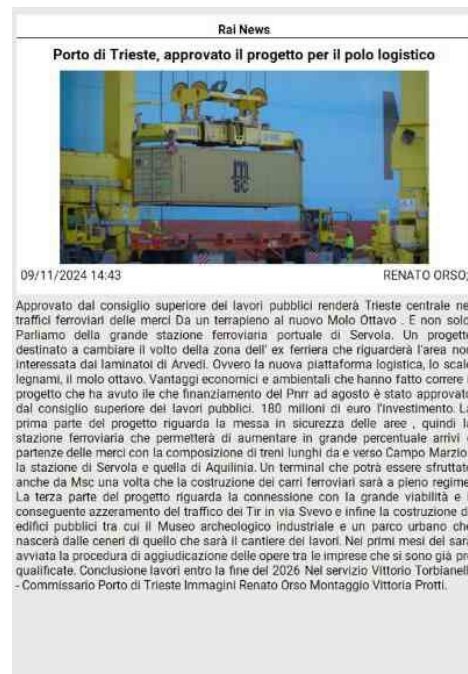 Rai News
Porto di Trieste, approvato il progetto per il polo logistico
msc
09/11/2024 14:43 RENATO ORSO;
Approvato dal consiglio superiore dei lavori pubblici renderà Trieste centrale ne
traffici ferroviari delle merci Da un terrapieno al nuovo Molo Ottavo . E non solo
Parliamo della grande stazione ferroviaria portuale di Servola. Un progetto
destinato a cambiare il volto della zona dell' ex ferriera che riguarderà l'area non
interessata dai laminatoi di Arvedi. Ovvero la nuova piattaforma logistica, lo scalo
legnami, il molo ottavo. Vantaggi economici e ambientali che hanno fatto correre i
progetto che ha avuto ile che finanziamento del Pnrr ad agosto è stato approvato
dal consiglio superiore dei lavori pubblici. 180 milioni di euro l'investimento. La
prima parte del progetto riguarda la messa in sicurezza delle aree , quindi la
stazione ferroviaria che permetterà di aumentare in grande percentuale arrivi e
partenze delle merci con la composizione di treni lunghi da e verso Campo Marzio,
la stazione di Servola e quella di Aquilinia. Un terminal che potrà essere sfruttato
anche da Msc una volta che la costruzione dei carri ferroviari sarà a pieno regime
La terza parte del progetto riguarda la connessione con la grande viabilità e i
conseguente azzeramento del traffico dei Tir in via Svevo e infine la costruzione di
edifici pubblici tra cui il Museo archeologico industriale e un parco urbano che
nascerà dalle ceneri di quello che sarà il cantiere dei lavori. Nei primi mesi del sarà
avviata la procedura di aggiudicazione delle opere tra le imprese che si sono già pre
qualificate. Conclusione lavori entro la fine del 2026 Nel servizio Vittorio Torbianelli
- Commissario Porto di Trieste Immagini Renato Orso Montaggio Vittoria Protti.